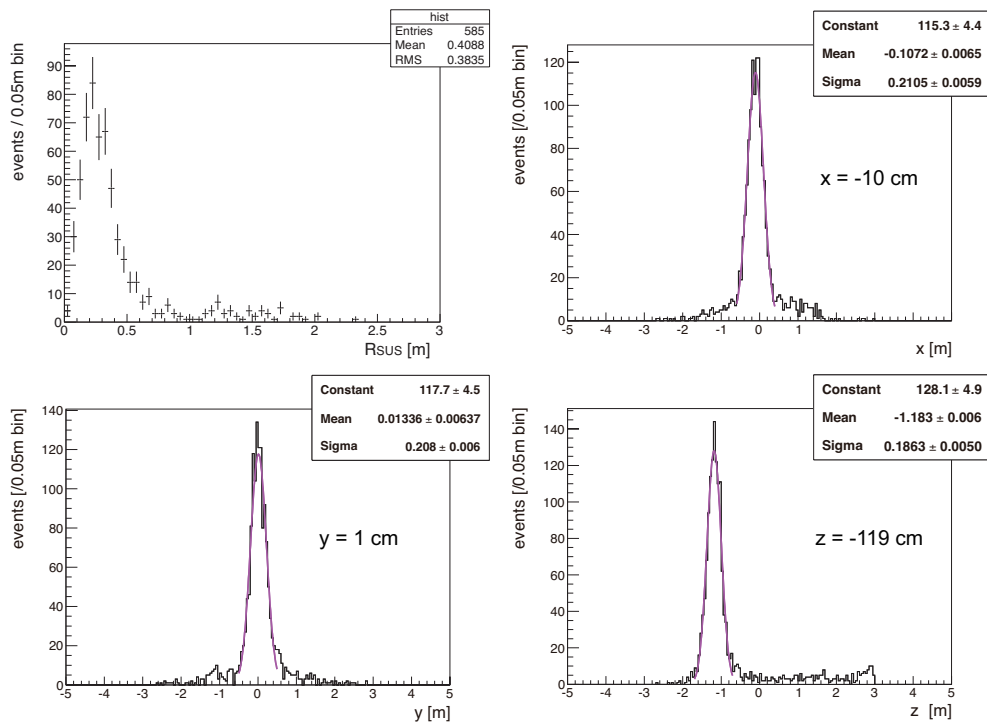 hist
Entries 585
Mean 0.4088
RMS 0.3835
events / 0.05m bin
90
80
70
60
50
40
30
20
10
0
0 0.5 1 1.5 2 2.5 3
RSUS [m]
Constant 115.3 ± 4.4
Mean -0.1072 ± 0.0065
Sigma 0.2105 ± 0.0059
events [/0.05m bin]
120
100
80
60
40
20
0
x = -10 cm
-5 -4 -3 -2 -1 0 1 2 3 4 5
x [m]
Constant 117.7 ± 4.5
Mean 0.01336 ± 0.00637
Sigma 0.208 ± 0.006
events [/0.05m bin]
140
120
100
80
60
40
20
0
y = 1 cm
-5 -4 -3 -2 -1 0 1 2 3 4 5
y [m]
Constant 128.1 ± 4.9
Mean -1.183 ± 0.006
Sigma 0.1863 ± 0.0050
events [/0.05m bin]
140
120
100
80
60
40
20
0
z = -119 cm
-5 -4 -3 -2 -1 0 1 2 3 4 5
z [m]